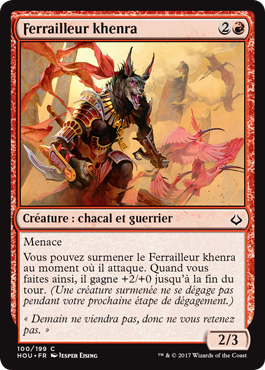 Ferrailleur khenra 2
Créature : chacal et guerrier
Menace
Vous pouvez surmener le Ferrailleur khenra
au moment où il attaque. Quand vous
faites ainsi, il gagne +2/+0 jusqu'à la fin du
tour. (Une créature surmenée ne se dégage pas
pendant votre prochaine étape de dégagement.)
« Demain ne viendra pas, donc ne vous retenez
pas. »
2/3
100/199 C
HOU • FR Jesper Ejsing
™ & © 2017 Wizards of the Coast